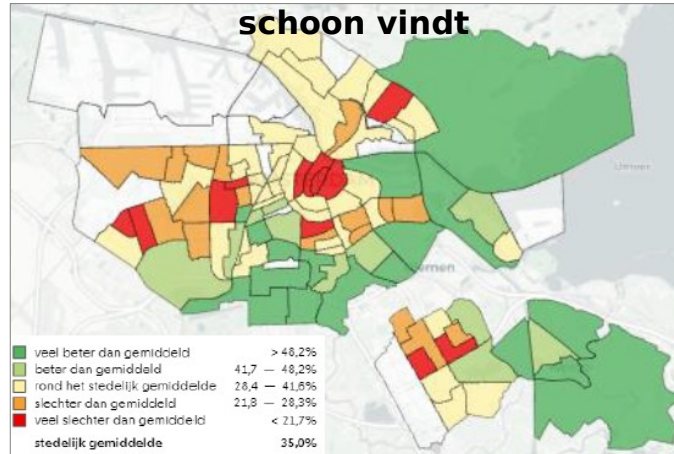 schoon vindt
veel beter dan gemiddeld > 48,2%
beter dan gemiddeld 41,7 — 48,2%
rond het stedelijk gemiddelde 28,4 — 41,6%
slechter dan gemiddeld 21,8 — 28,3%
veel slechter dan gemiddeld < 21,7%
stedelijk gemiddelde 35,0%